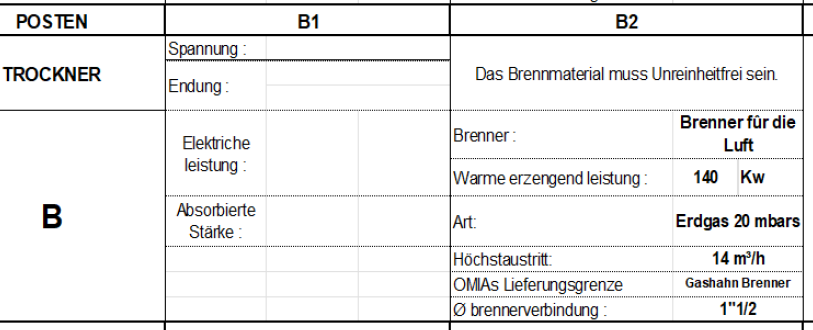 POSTEN B1 B2
TROCKNER
Spannung :
Endung :
Das Brennmaterial muss Unreinheitfrei sein.
B
Elektriche
leistung :
Brenner :
Brenner für die
Luft
Warme erzengend leistung : 140 Kw
Absorbierte
Stärke :
Art: Erdgas 20 mbars
Höchstaustritt: 14 m³/h
OMIAs Lieferungsgrenze Gashahn Brenner
Ø brennerverbindung : 1"1/2